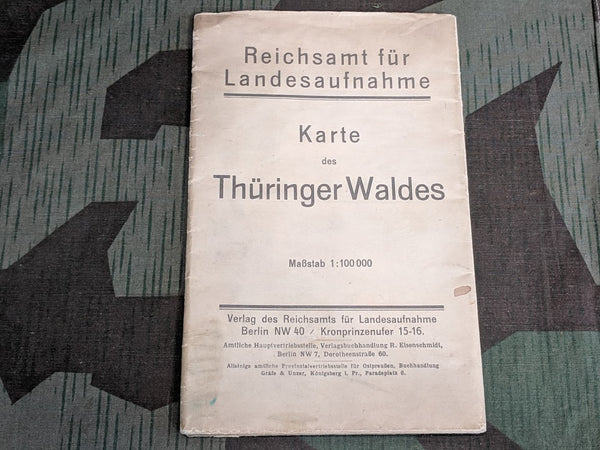 Reichsamt für
Landesaufnahme
Karte
des
Thüringer Waldes
Maßstab 1:100 000
Verlag des Reichsamts für Landesaufnahme
Berlin NW 40 / Kronprinzenufer 15-16.
Amtliche Hauptvertriebsstelle, Verlagsbuchhandlung R. Eisenschmidt,
Berlin NW 7, Dorotheenstraße 60.
Alleinige amtliche Provinzialvertriebsstelle für Ostpreußen, Buchhandlung
Gräfe & Unzer, Königsberg i. Pr., Paradeplatz 6.